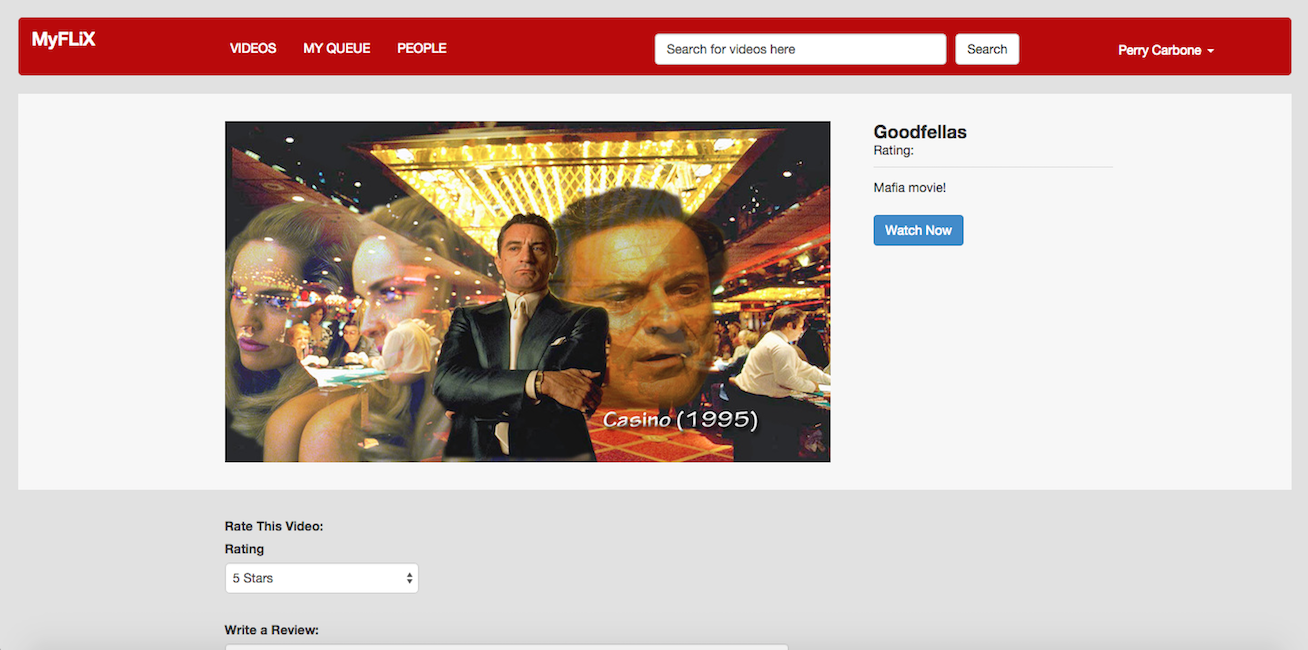 MyFLiX
VIDEOS MY QUEUE PEOPLE
Search for videos here
Search
Perry Carbone
Goodfellas
Rating:
Mafia movie!
Watch Now
Casino (1995)
Rate This Video:
Rating
5 Stars
Write a Review: